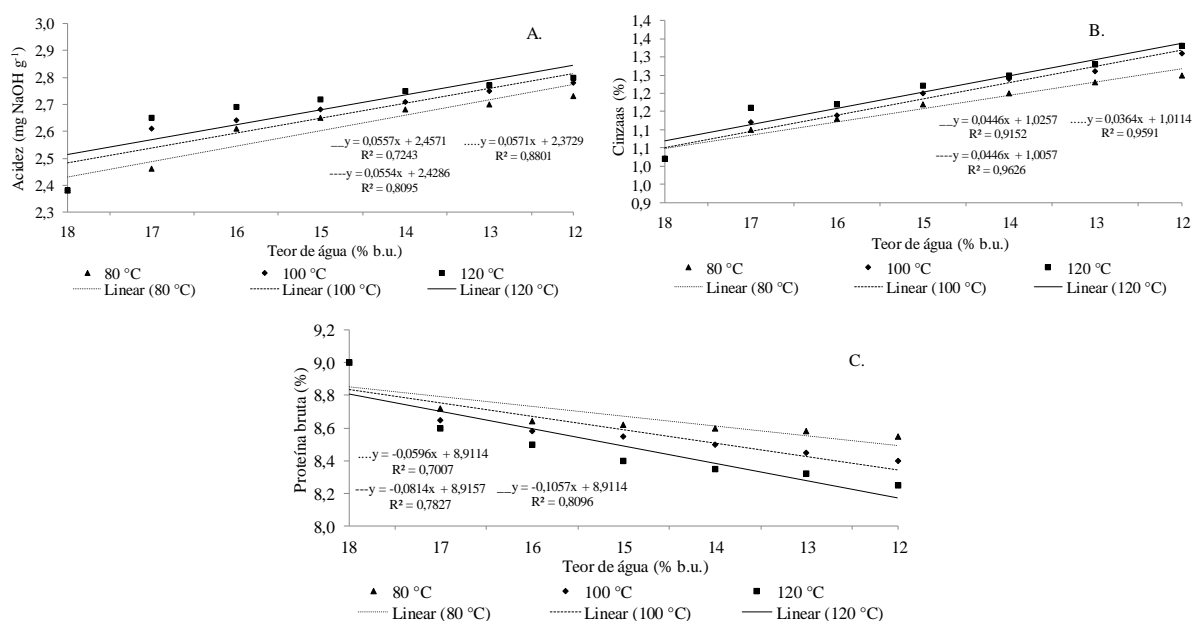 A.
Acidez (mg NaOH g⁻¹)
3,0
2,9
2,8
2,7
2,6
2,5
2,4
2,3
__y = 0,0557x + 2,4571
R² = 0,7243
.....y = 0,0571x + 2,3729
R² = 0,8801
----y = 0,0554x + 2,4286
R² = 0,8095
18 17 16 15 14 13 12
Teor de água (% b.u.)
80 °C 100 °C 120 °C
Linear (80 °C) Linear (100 °C) Linear (120 °C)
B.
Cinzaas (%)
1,4
1,4
1,3
1,3
1,2
1,2
1,1
1,1
1,0
1,0
0,9
__y = 0,0446x + 1,0257
R² = 0,9152
.....y = 0,0364x + 1,0114
R² = 0,9591
----y = 0,0446x + 1,0057
R² = 0,9626
18 17 16 15 14 13 12
Teor de água (% b.u.)
80 °C 100 °C 120 °C
Linear (80 °C) Linear (100 °C) Linear (120 °C)
C.
Proteína bruta (%)
9,2
9,0
8,8
8,6
8,4
8,2
8,0
....y = -0,0596x + 8,9114
R² = 0,7007
---y = -0,0814x + 8,9157
R² = 0,7827
__y = -0,1057x + 8,9114
R² = 0,8096
18 17 16 15 14 13 12
Teor de água (% b.u.)
80 °C 100 °C 120 °C
Linear (80 °C) Linear (100 °C) Linear (120 °C)